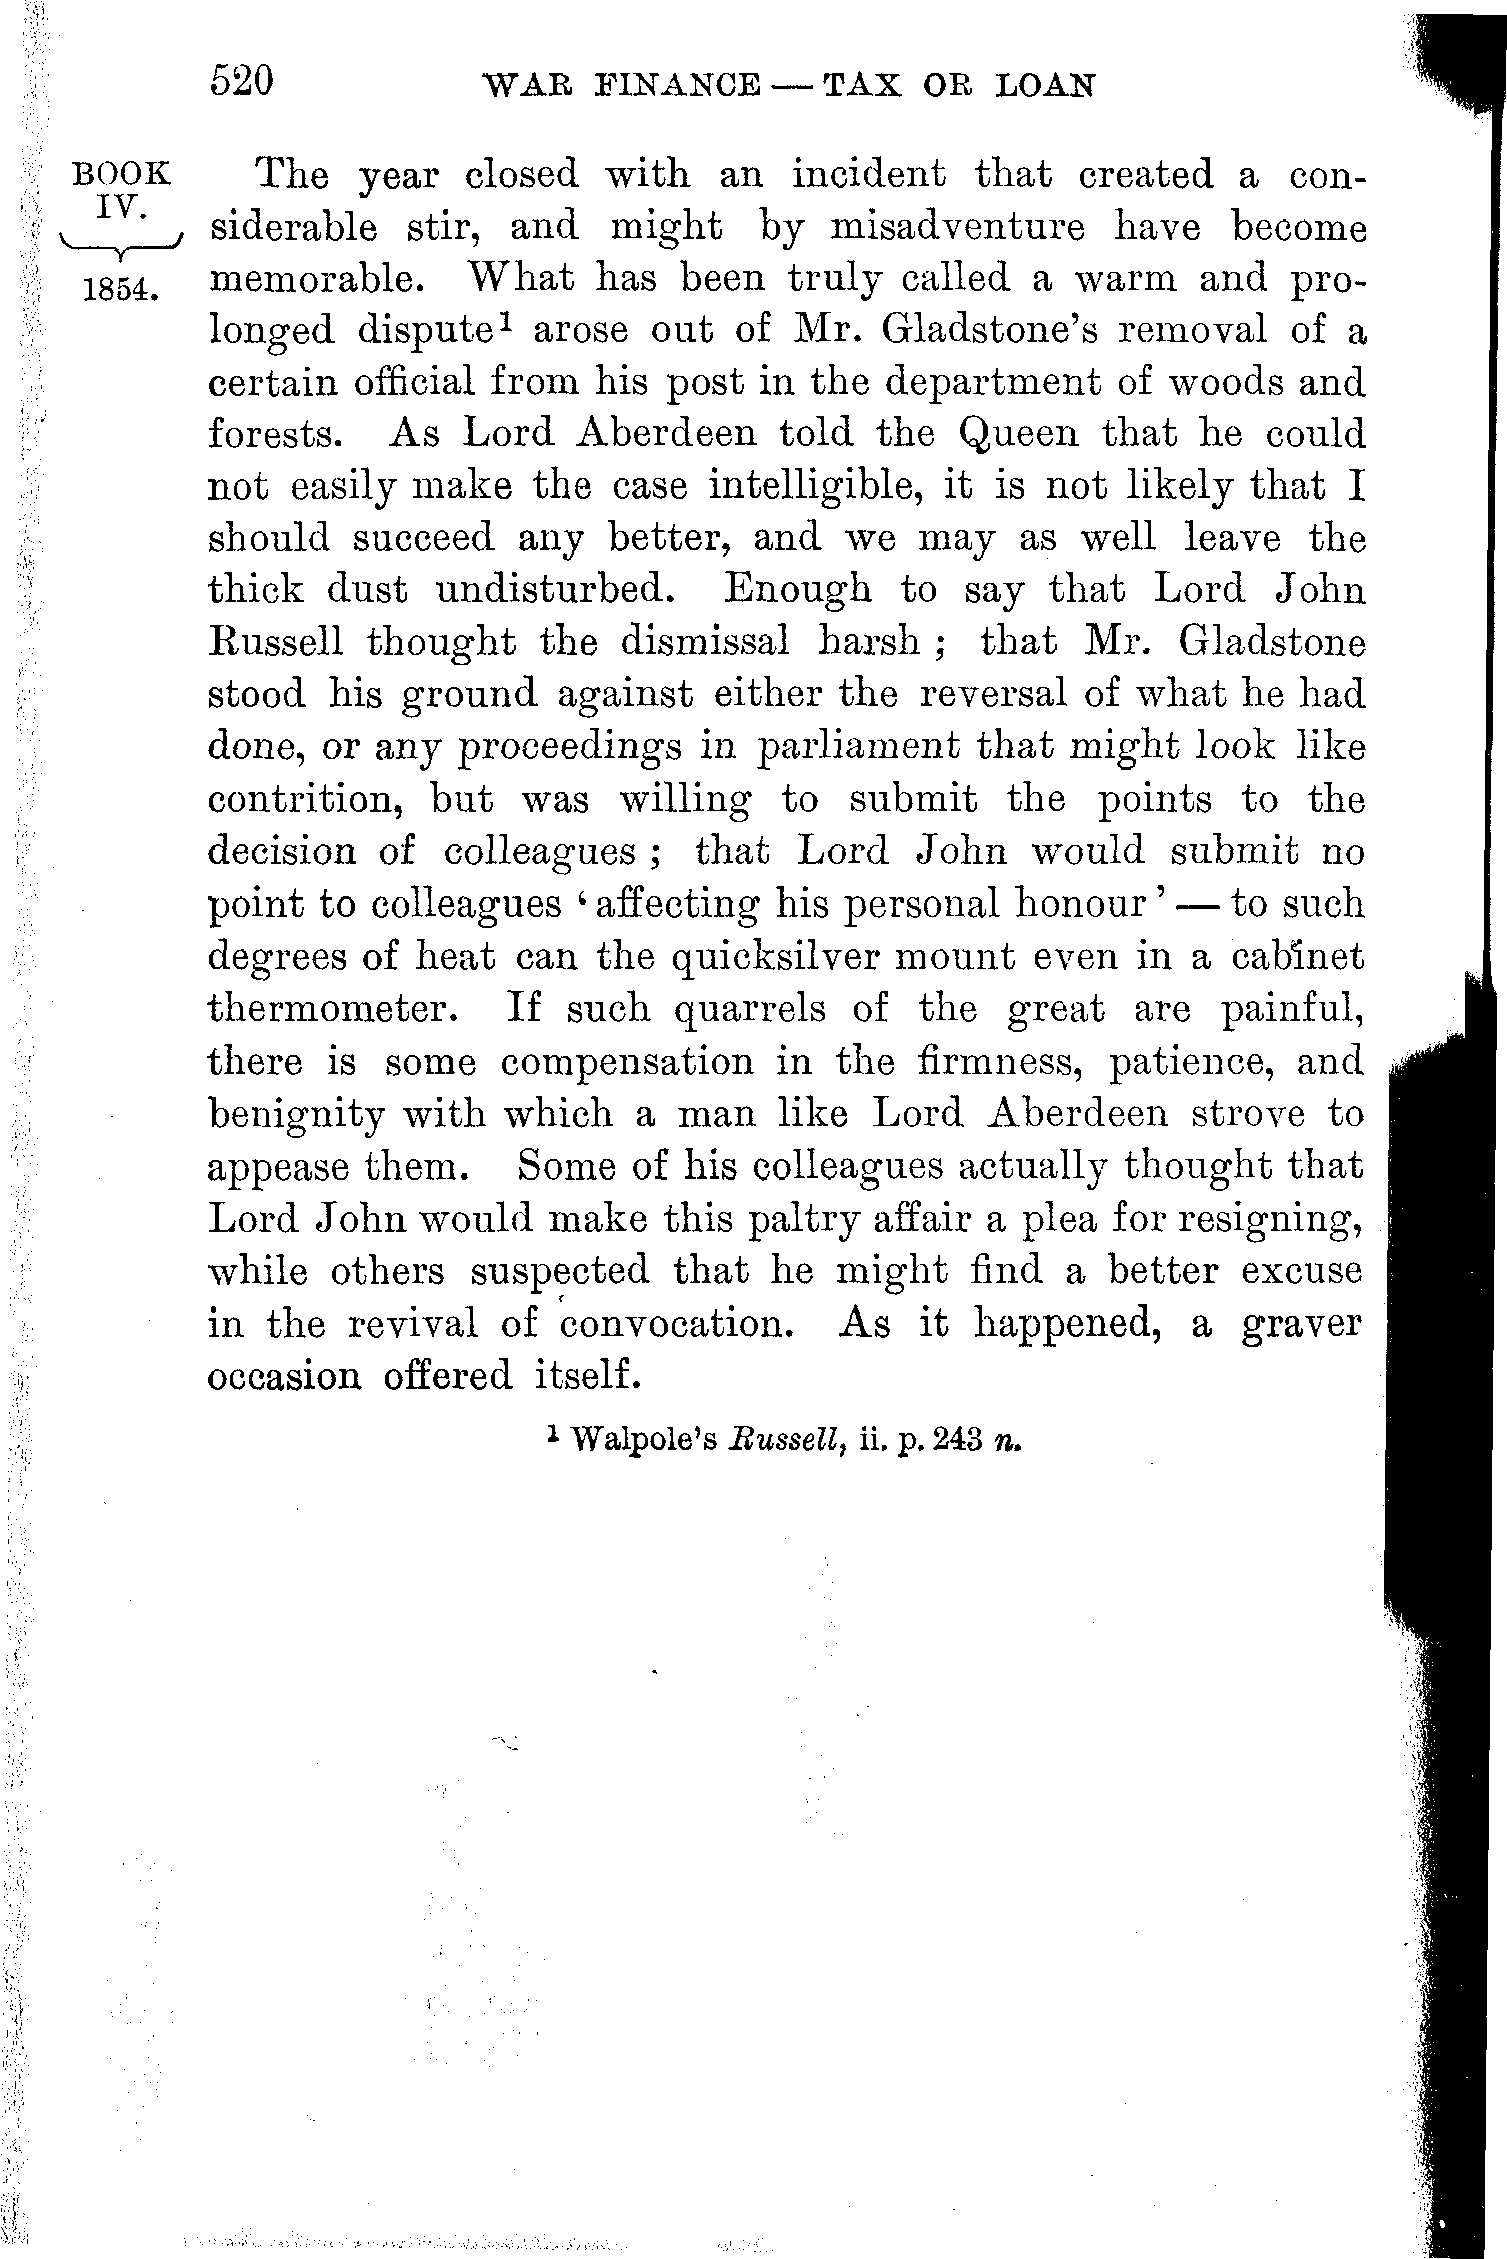 520 WAR FINANCE — TAX OR LOAN
BOOK
IV.
1854.
The year closed with an incident that created a con-
siderable stir, and might by misadventure have become
memorable. What has been truly called a warm and pro-
longed dispute¹ arose out of Mr. Gladstone's removal of a
certain official from his post in the department of woods and
forests. As Lord Aberdeen told the Queen that he could
not easily make the case intelligible, it is not likely that I
should succeed any better, and we may as well leave the
thick dust undisturbed. Enough to say that Lord John
Russell thought the dismissal harsh ; that Mr. Gladstone
stood his ground against either the reversal of what he had
done, or any proceedings in parliament that might look like
contrition, but was willing to submit the points to the
decision of colleagues ; that Lord John would submit no
point to colleagues ‘ affecting his personal honour ’ — to such
degrees of heat can the quicksilver mount even in a cabinet
thermometer. If such quarrels of the great are painful,
there is some compensation in the firmness, patience, and
benignity with which a man like Lord Aberdeen strove to
appease them. Some of his colleagues actually thought that
Lord John would make this paltry affair a plea for resigning,
while others suspected that he might find a better excuse
in the revival of convocation. As it happened, a graver
occasion offered itself.
¹ Walpole's Russell, ii. p. 243 n.